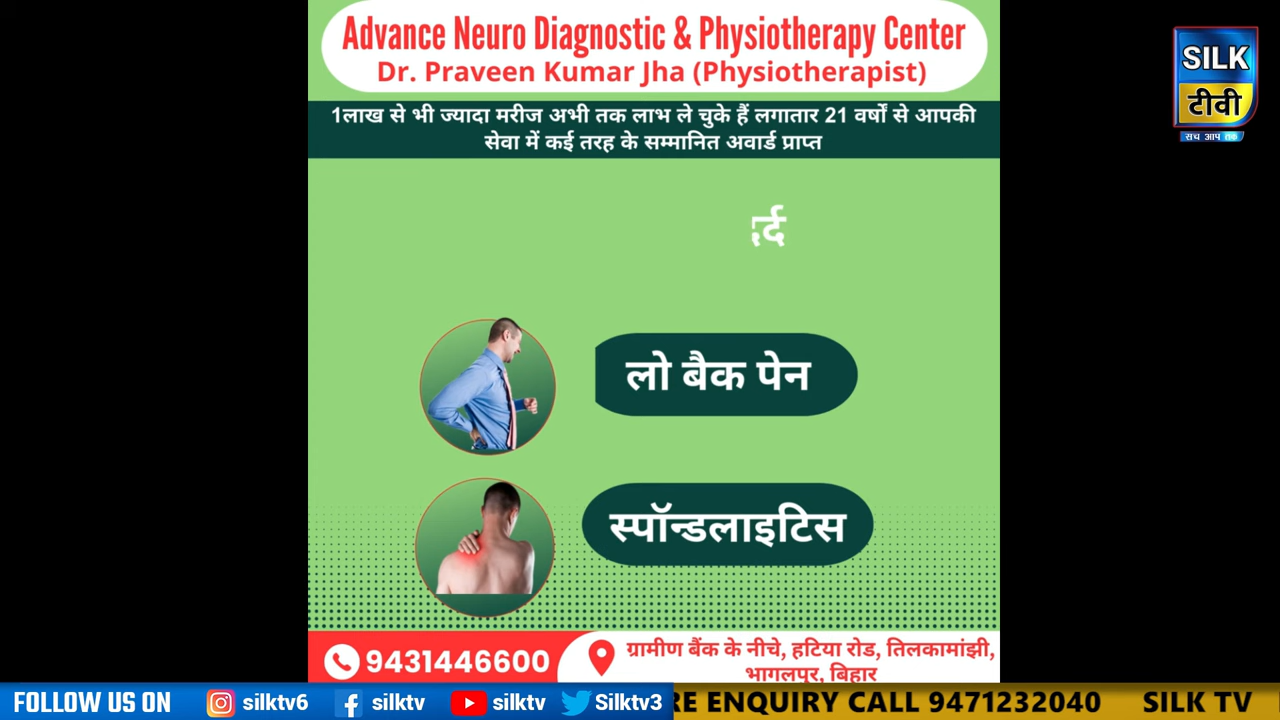 Advance Neuro Diagnostic & Physiotherapy Center
Dr. Praveen Kumar Jha (Physiotherapist)
SILK
टीवी
सच आप तक
1लाख से भी ज्यादा मरीज अभी तक लाभ ले चुके हैं लगातार 21 वर्षों से आपकी
सेवा में कई तरह के सम्मानित अवार्ड प्राप्त
लो बैक पेन
स्पॉन्डलाइटिस
9431446600
ग्रामीण बैंक के नीचे, हटिया रोड, तिलकामांझी,
भागलपुर, बिहार
FOLLOW US ON silktv6 silktv silktv Silktv3 RE ENQUIRY CALL 9471232040 SILK TV